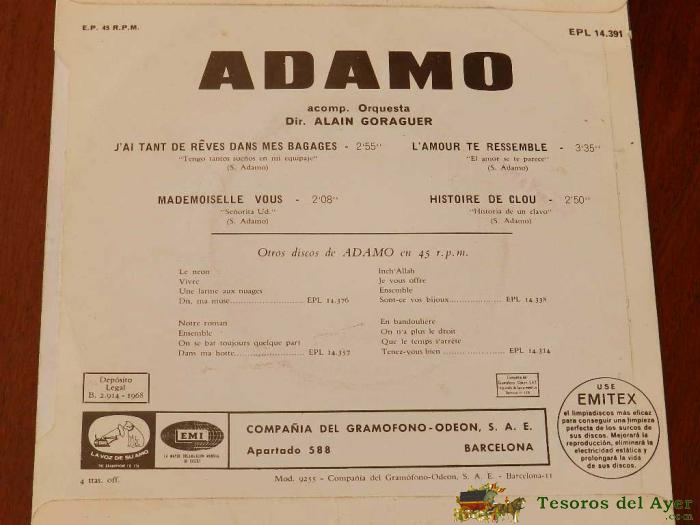 E.P. 45 R.P.M.
EPL 14.391
ADAMO
acomp. Orquesta
Dir. ALAIN GORAGUER
J'AI TANT DE RÊVES DANS MES BAGAGES - 2'55''
"Tengo tantos sueños en mi equipaje"
(S. Adamo)
L'AMOUR TE RESSEMBLE - 3'35''
"El amor se te parece"
(S. Adamo)
MADEMOISELLE VOUS - 2'08''
"Señorita Ud."
(S. Adamo)
HISTOIRE DE CLOU - 2'50''
"Historia de un clavo"
(S. Adamo)
Otros discos de ADAMO en 45 r.p.m.
Le neon
Vivre
Une larme aux nuages
Dis, ma muse.................. EPL 14.376
Inch'Allah
Je vous offre
Ensemble
Sont-ce vos bijoux............ EPL 14.338
Notre roman
Ensemble
On se bat toujours quelque part
Dans ma hotte.................. EPL 14.357
En bandouliere
On n'a plus le droit
Que le temps s'arrête
Tenez-vous bien............... EPL 14.314
Depósito
Legal
B. 2.914 - 1968
LA VOZ DE SU AMO
EMI
COMPAÑIA DEL GRAMOFONO-ODEON, S. A. E.
Apartado 588 BARCELONA
USE
EMITEX
el limpiadiscos más eficaz
para conseguir una limpieza
perfecta de los surcos de
sus discos. Mejorará la
reproducción, eliminará la
electricidad estática y
prolongará la vida
de sus discos.
4 ttas. off.
Mod. 9255 - Compañía del Gramófono-Odeon, S. A. E. - Barcelona-11
Tesoros del Ayer
.com